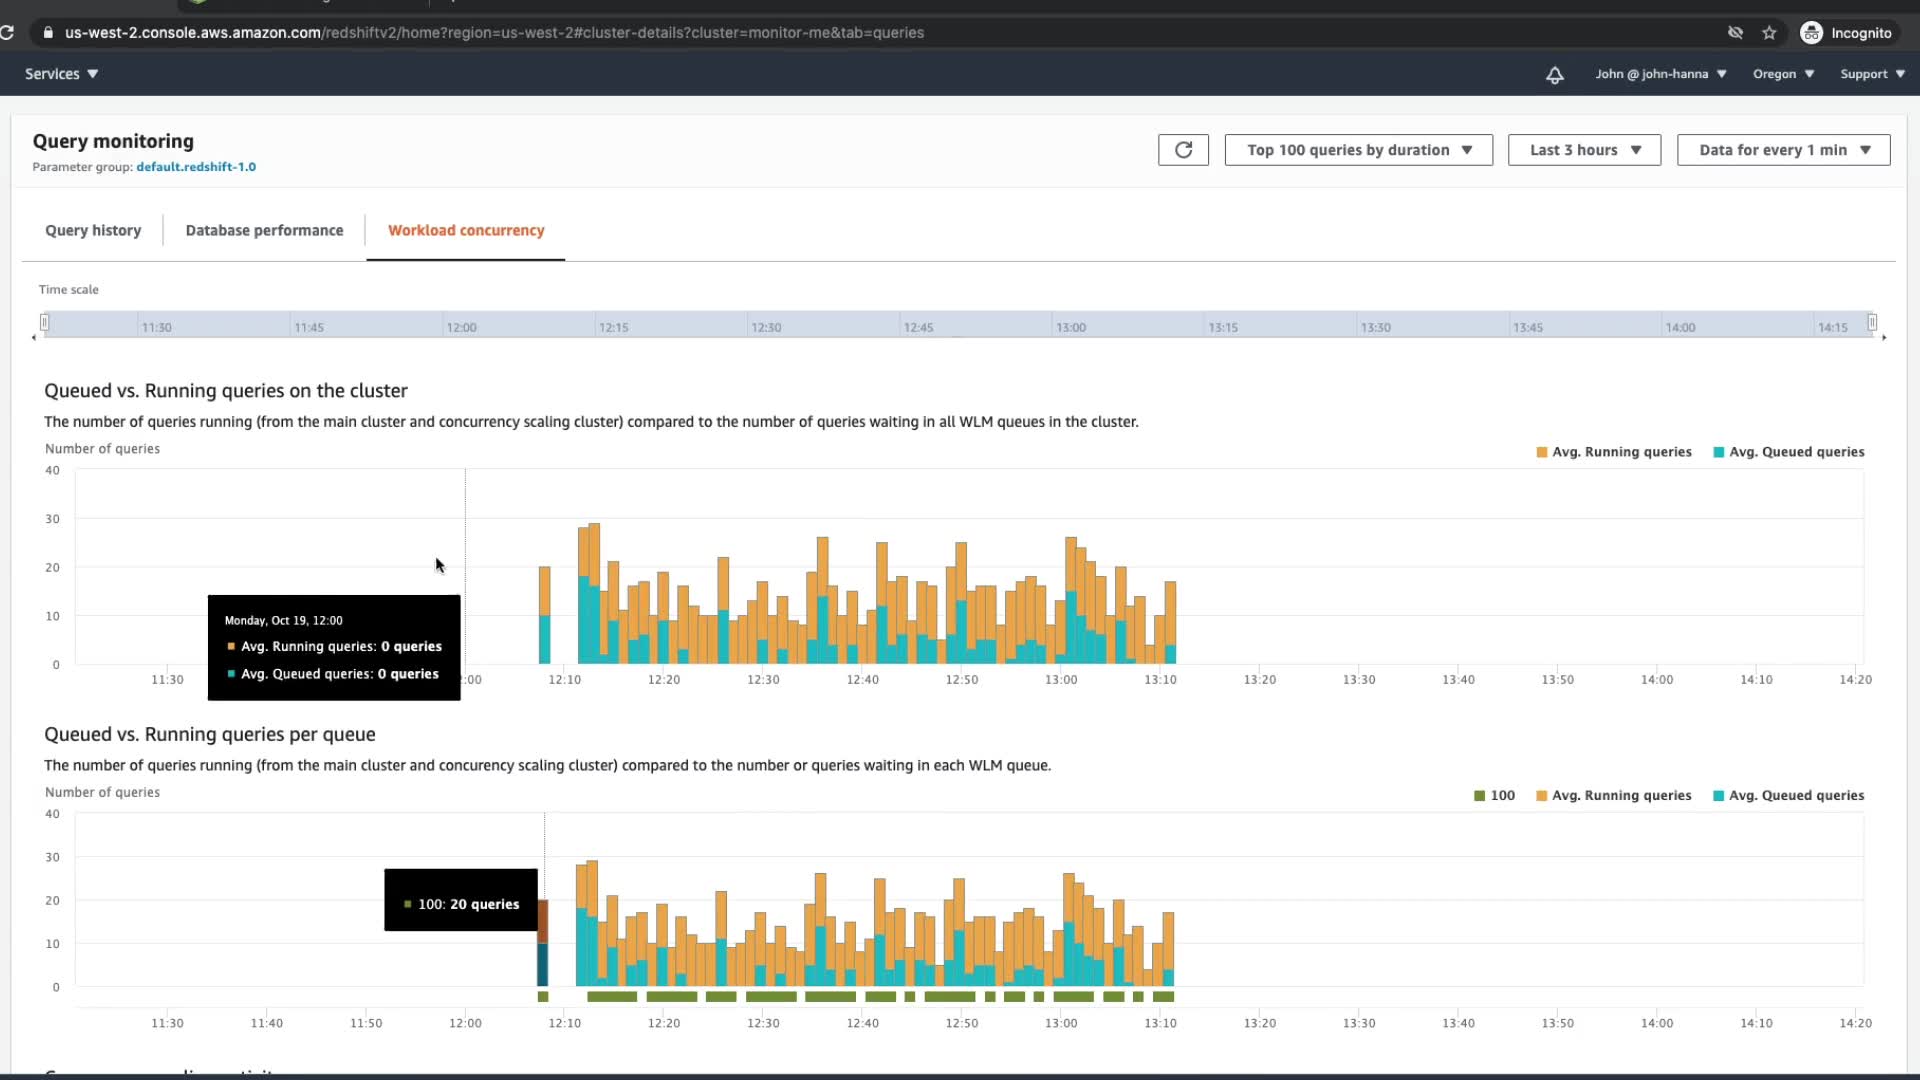 us-west-2.console.aws.amazon.com/redshiftv2/home?region=us-west-2#cluster-details?cluster=monitor-me&tab=queries
Incognito
Services ▼
John @ john-hanna ▼
Oregon ▼
Support ▼
Query monitoring
Parameter group: default.redshift-1.0
Top 100 queries by duration ▼
Last 3 hours ▼
Data for every 1 min ▼
Query history
Database performance
Workload concurrency
Time scale
11:30 11:45 12:00 12:15 12:30 12:45 13:00 13:15 13:30 13:45 14:00 14:15
Queued vs. Running queries on the cluster
The number of queries running (from the main cluster and concurrency scaling cluster) compared to the number of queries waiting in all WLM queues in the cluster.
Number of queries
Avg. Running queries
Avg. Queued queries
40
30
20
10
0
Monday, Oct 19, 12:00
Avg. Running queries: 0 queries
Avg. Queued queries: 0 queries
11:30 :00 12:10 12:20 12:30 12:40 12:50 13:00 13:10 13:20 13:30 13:40 13:50 14:00 14:10 14:20
Queued vs. Running queries per queue
The number of queries running (from the main cluster and concurency scaling cluster) compared to the number or queries waiting in each WLM queue.
Number of queries
100
Avg. Running queries
Avg. Queued queries
40
30
20
10
0
100: 20 queries
11:30 11:40 11:50 12:00 12:10 12:20 12:30 12:40 12:50 13:00 13:10 13:20 13:30 13:40 13:50 14:00 14:10 14:20